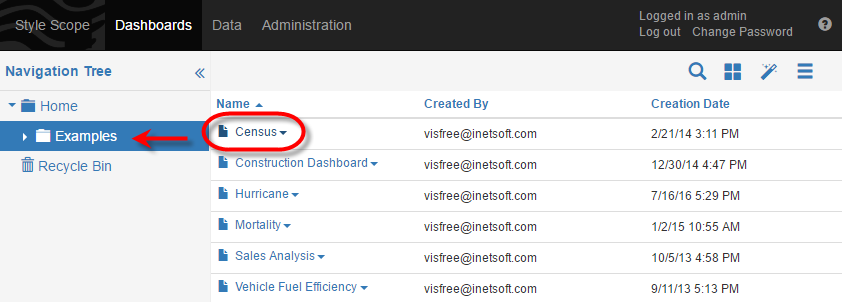 Style Scope Dashboards Data Administration
Logged in as admin
Log out Change Password
?
Navigation Tree
Home
Examples
Recycle Bin
Name Created By Creation Date
Census visfree@inetsoft.com 2/21/14 3:11 PM
Construction Dashboard visfree@inetsoft.com 12/30/14 4:47 PM
Hurricane visfree@inetsoft.com 7/16/16 5:29 PM
Mortality visfree@inetsoft.com 1/2/15 10:55 AM
Sales Analysis visfree@inetsoft.com 10/5/13 4:58 PM
Vehicle Fuel Efficiency visfree@inetsoft.com 9/11/13 5:13 PM